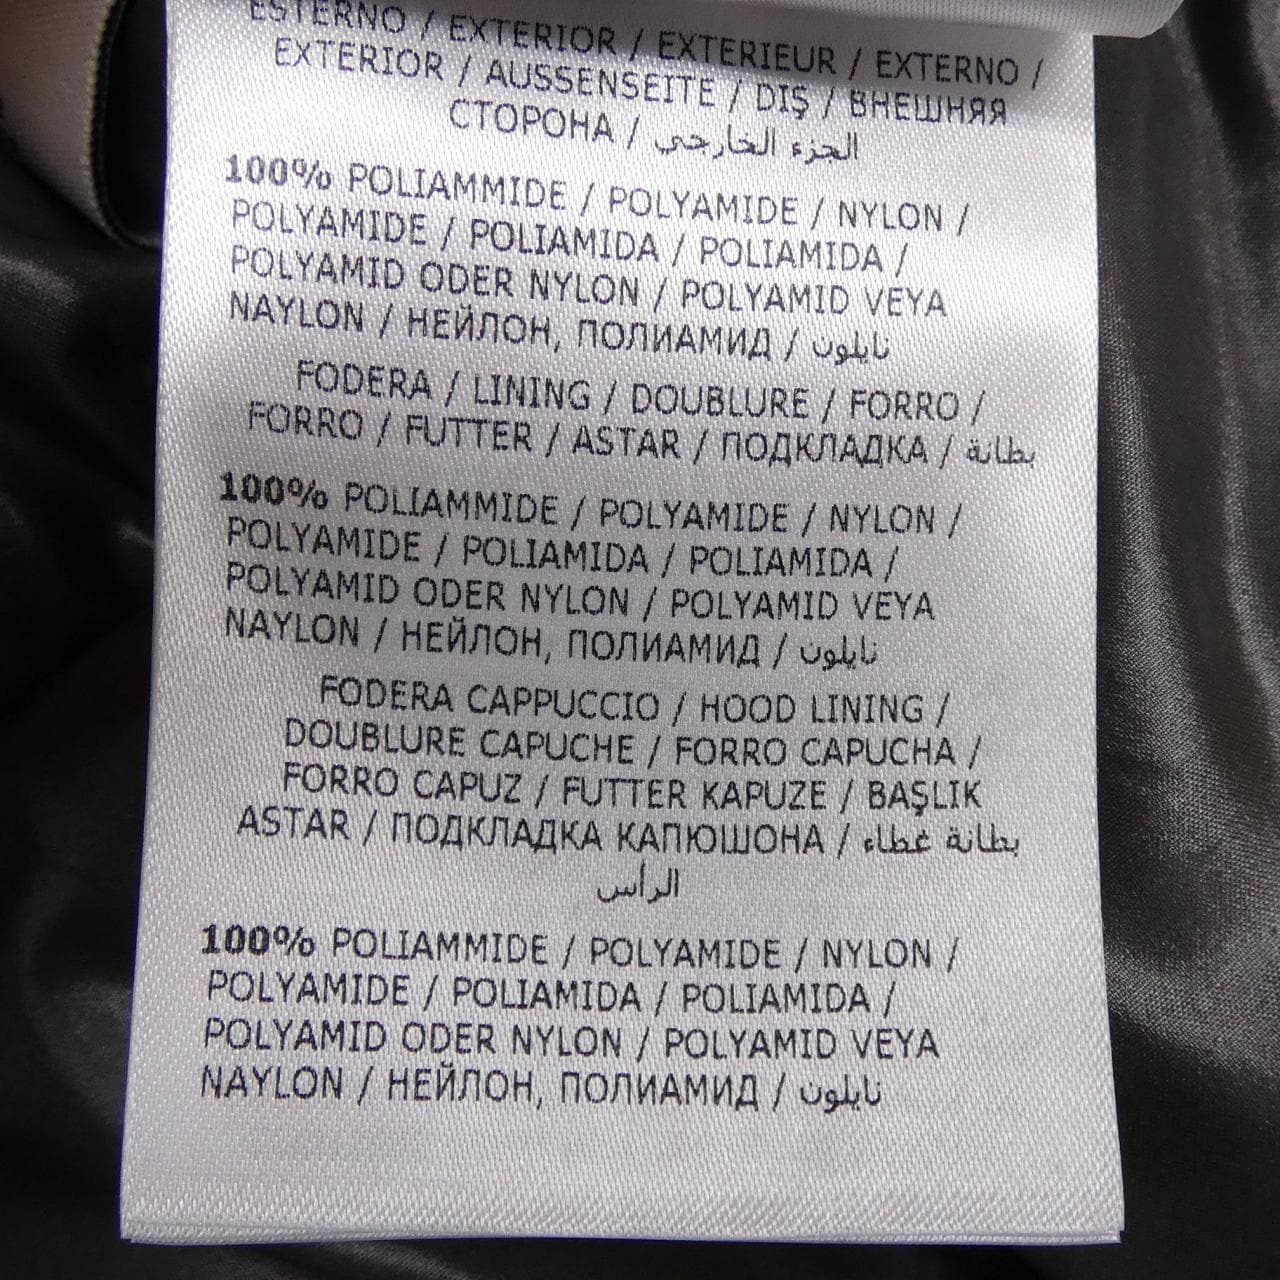 ESTERNO / EXTERIOR / EXTERIEUR / EXTERNO /
EXTERIOR / AUSSENSEITE / DIŞ / ВНЕШНЯЯ
СТОРОНА / الجزء الخارجي
100% POLIAMMIDE / POLYAMIDE / NYLON /
POLYAMIDE / POLIAMIDA / POLIAMIDA /
POLYAMID ODER NYLON / POLYAMID VEYA
NAYLON / НЕЙЛОН, ПОЛИАМИД / نايلون
FODERA / LINING / DOUBLURE / FORRO /
FORRO / FUTTER / ASTAR / ПОДКЛАДКА / بطانة
100% POLIAMMIDE / POLYAMIDE / NYLON /
POLYAMIDE / POLIAMIDA / POLIAMIDA /
POLYAMID ODER NYLON / POLYAMID VEYA
NAYLON / НЕЙЛОН, ПОЛИАМИД / نايلون
FODERA CAPPUCCIO / HOOD LINING /
DOUBLURE CAPUCHE / FORRO CAPUCHA /
FORRO CAPUZ / FUTTER KAPUZE / BAŞLIK
ASTAR / ПОДКЛАДКА КАПЮШОНА / بطانة غطاء
الرأس
100% POLIAMMIDE / POLYAMIDE / NYLON /
POLYAMIDE / POLIAMIDA / POLIAMIDA /
POLYAMID ODER NYLON / POLYAMID VEYA
NAYLON / НЕЙЛОН, ПОЛИАМИД / نايلون